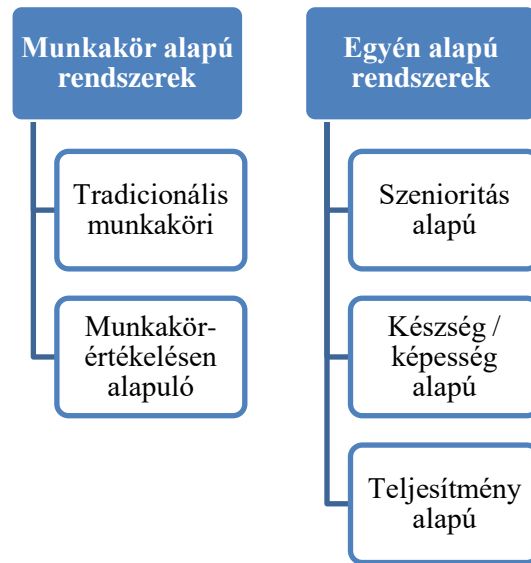 Munkakör alapú
rendszerek
Tradicionális
munkaköri
Munkakör-
értékelésen
alapuló
Egyén alapú
rendszerek
Szenioritás
alapú
Készség /
képesség
alapú
Teljesítmény
alapú